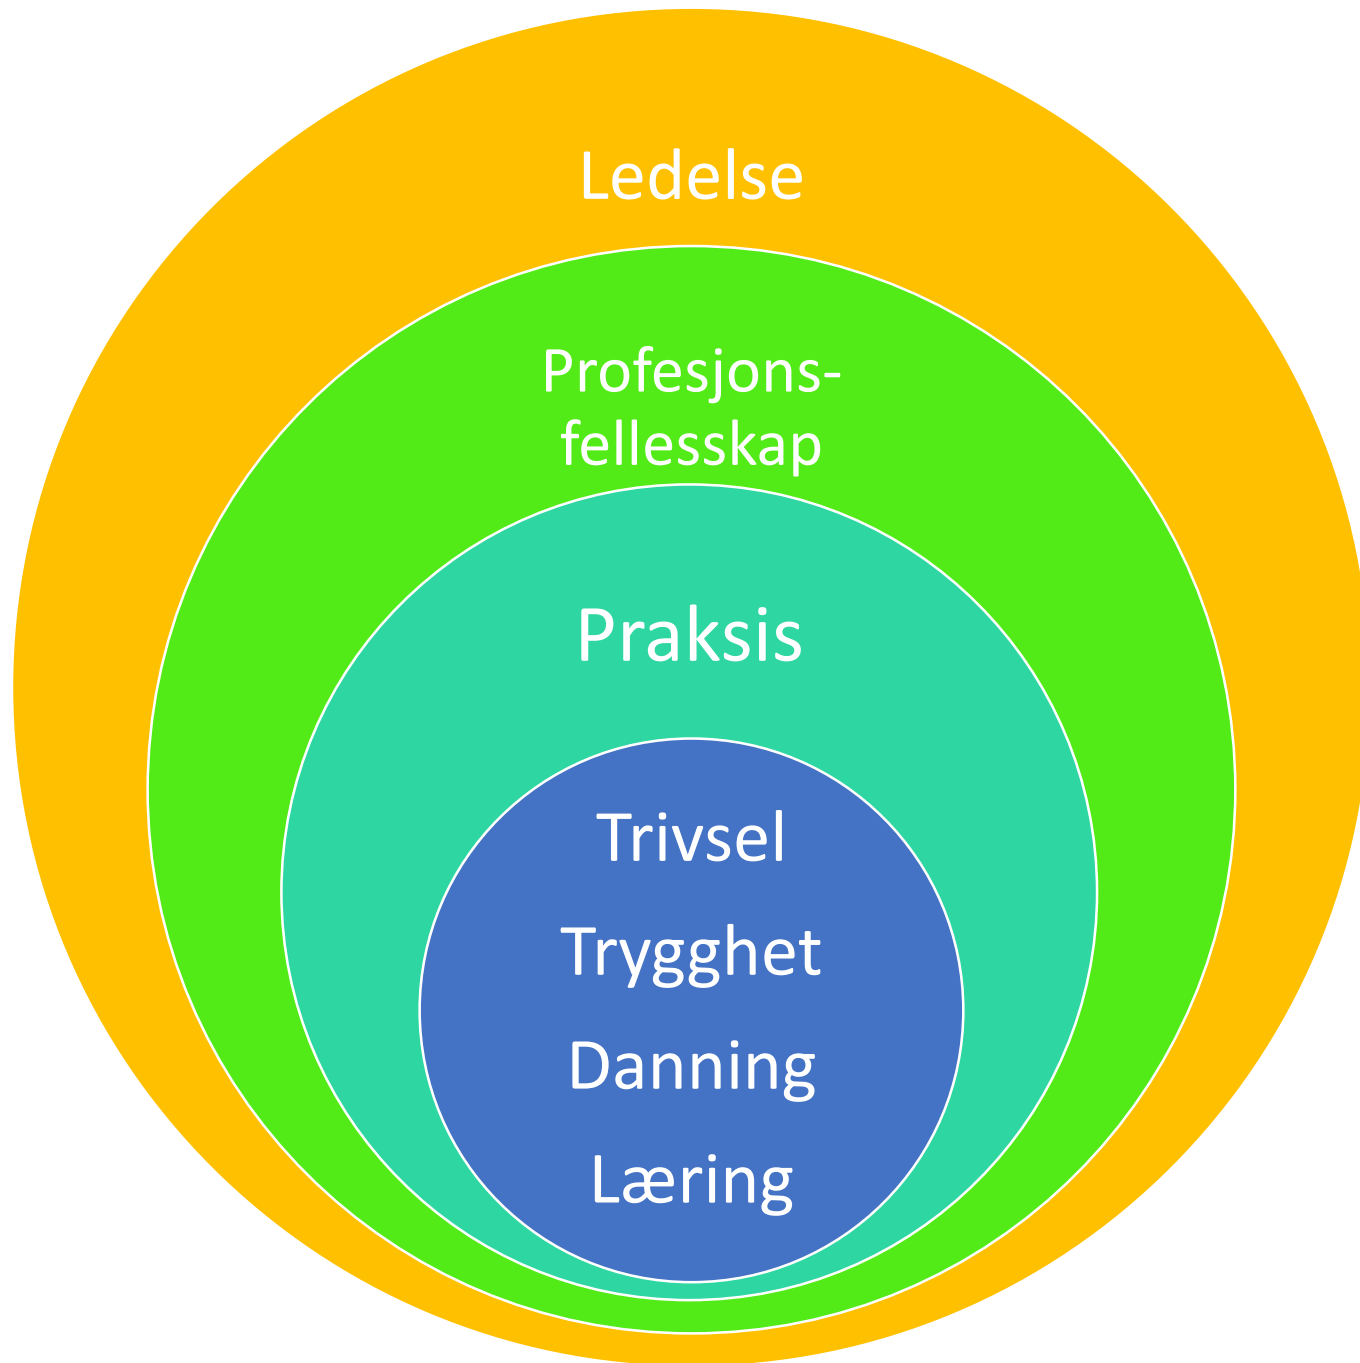 Ledelse
Profesjons-
fellesskap
Praksis
Trivsel
Trygghet
Danning
Læring